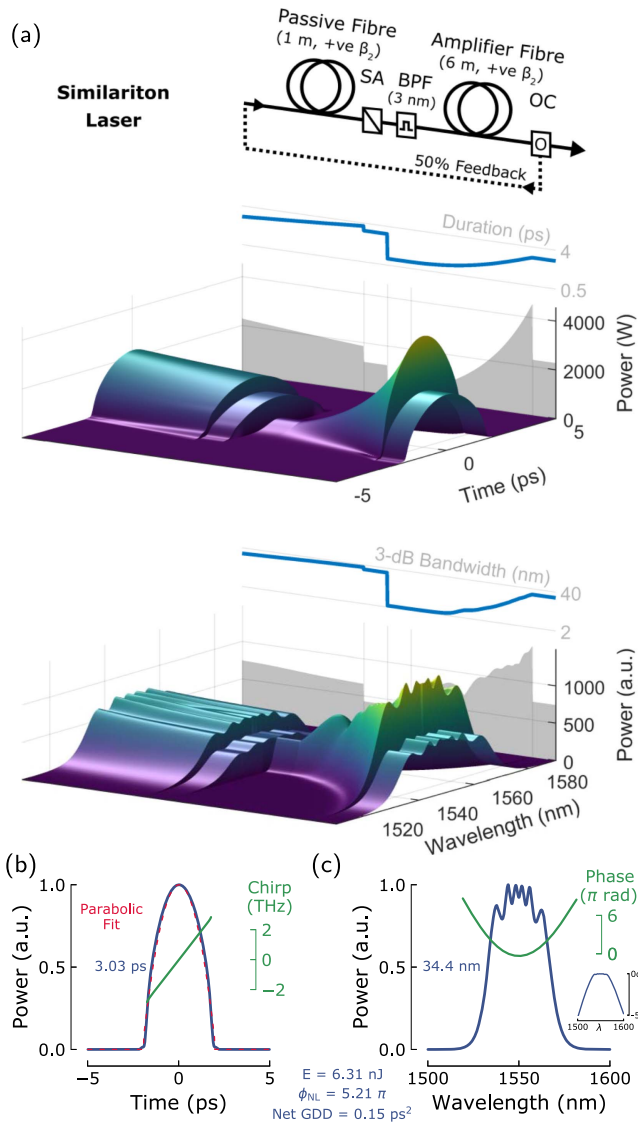 (a)
Passive Fibre
(1 m, +ve β₂)
Amplifier Fibre
(6 m, +ve β₂)
SA
BPF
(3 nm)
OC
Similariton
Laser
O
50% Feedback
Duration (ps)
4
0.5
4000
2000
0
Power (W)
5
0
-5
Time (ps)
3-dB Bandwidth (nm)
40
2
1000
500
0
Power (a.u.)
1580
1560
1540
1520
Wavelength (nm)
(b)
1.0
0.5
0.0
Power (a.u.)
Parabolic
Fit
3.03 ps
Chirp
(THz)
2
0
−2
−5
0
5
Time (ps)
E = 6.31 nJ
ϕNL = 5.21 π
Net GDD = 0.15 ps²
(c)
1.0
0.5
0.0
Power (a.u.)
34.4 nm
Phase
(π rad)
6
0
1500
λ
1600
1500
1550
1600
Wavelength (nm)